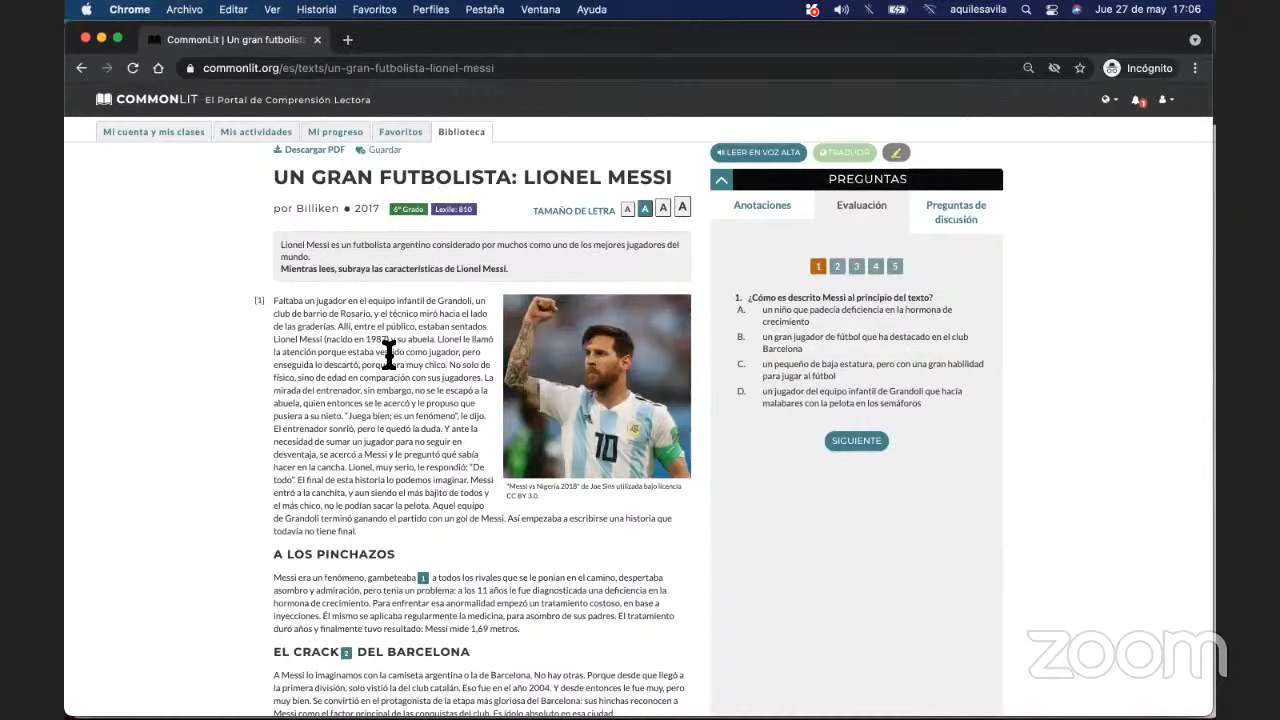 Chrome Archivo Editar Ver Historial Favoritos Perfiles Pestaña Ventana Ayuda aquilesavila Jue 27 de may 17:06
CommonLit | Un gran futbolista
commonlit.org/es/texts/un-gran-futbolista-lionel-messi Incógnito
COMMONLIT El Portal de Comprensión Lectora 1
Mi cuenta y mis clases Mis actividades Mi progreso Favoritos Biblioteca
Descargar PDF Guardar
UN GRAN FUTBOLISTA: LIONEL MESSI
por Billiken ● 2017 6º Grado Lexile: 810 TAMAÑO DE LETRA A A A A
Lionel Messi es un futbolista argentino considerado por muchos como uno de los mejores jugadores del
mundo.
Mientras lees, subraya las características de Lionel Messi.
[1] Faltaba un jugador en el equipo infantil de Grandoli, un
club de barrio de Rosario, y el técnico miró hacia el lado
de las graderías. Allí, entre el público, estaban sentados
Lionel Messi (nacido en 1987) y su abuela. Lionel le llamó
la atención porque estaba vestido como jugador, pero
enseguida lo descartó, porque era muy chico. No solo de
físico, sino de edad en comparación con sus jugadores. La
mirada del entrenador, sin embargo, no se le escapó a la
abuela, quien entonces se le acercó y le propuso que
pusiera a su nieto. "Juega bien; es un fenómeno", le dijo.
El entrenador sonrió, pero le quedó la duda. Y ante la
necesidad de sumar un jugador para no seguir en
desventaja, se acercó a Messi y le preguntó qué sabía
hacer en la cancha. Lionel, muy serio, le respondió: "De
todo". El final de esta historia lo podemos imaginar. Messi
entró a la canchita, y aun siendo el más bajito de todos y
el más chico, no le podían sacar la pelota. Aquel equipo
de Grandoli terminó ganando el partido con un gol de Messi. Así empezaba a escribirse una historia que
todavía no tiene final.
10
"Messi vs Nigeria 2018" de Joe Sins utilizada bajo licencia
CC BY 3.0.
A LOS PINCHAZOS
Messi era un fenómeno, gambeteaba 1 a todos los rivales que se le ponían en el camino, despertaba
asombro y admiración, pero tenía un problema: a los 11 años le fue diagnosticada una deficiencia en la
hormona de crecimiento. Para enfrentar esa anormalidad empezó un tratamiento costoso, en base a
inyecciones. Él mismo se aplicaba regularmente la medicina, para asombro de sus padres. El tratamiento
duró años y finalmente tuvo resultado: Messi mide 1,69 metros.
EL CRACK 2 DEL BARCELONA
A Messi lo imaginamos con la camiseta argentina o la de Barcelona. No hay otras. Porque desde que llegó a
la primera división, solo vistió la del club catalán. Eso fue en el año 2004. Y desde entonces le fue muy, pero
muy bien. Se convirtió en el protagonista de la etapa más gloriosa del Barcelona; sus hinchas reconocen a
Messi como el factor principal de las conquistas del club. Es ídolo absoluto en esa ciudad.
LEER EN VOZ ALTA TRADUCIR
PREGUNTAS
Anotaciones Evaluación Preguntas de
discusión
1 2 3 4 5
1. ¿Cómo es descrito Messi al principio del texto?
A. un niño que padecía deficiencia en la hormona de
crecimiento
B. un gran jugador de fútbol que ha destacado en el club
Barcelona
C. un pequeño de baja estatura, pero con una gran habilidad
para jugar al fútbol
D. un jugador del equipo infantil de Grandoli que hacía
malabares con la pelota en los semáforos
SIGUIENTE
zoom